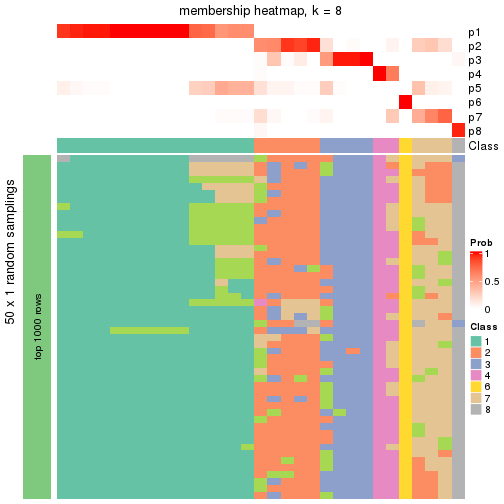 membership heatmap, k = 8
p1
p2
p3
p4
p5
p6
p7
p8
Class
50 x 1 random samplings
top 1000 rows
Prob
1
0.5
0
Class
1
2
3
4
6
7
8